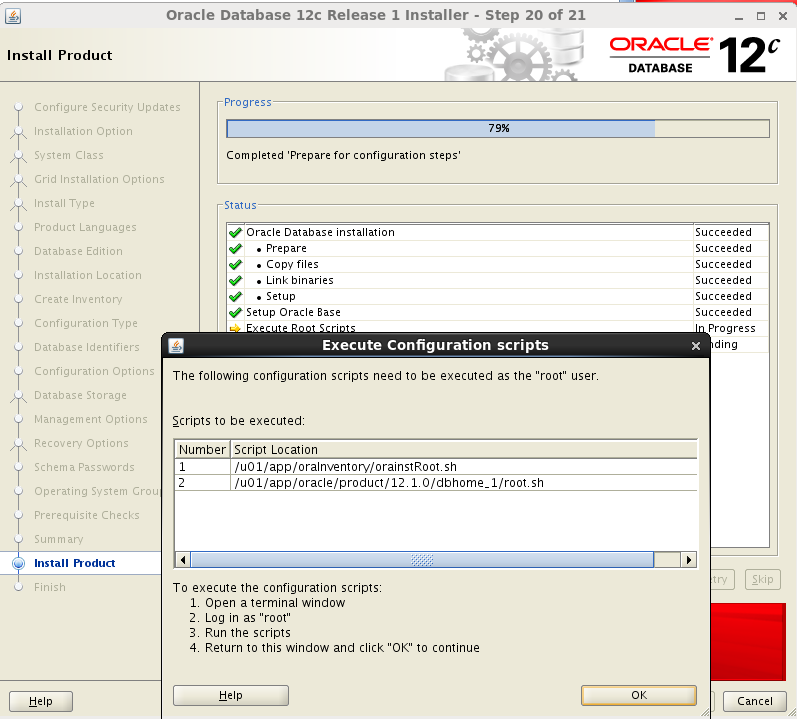 Oracle Database 12c Release 1 Installer - Step 20 of 21
Install Product
ORACLE®
DATABASE
12c
Configure Security Updates
Installation Option
System Class
Grid Installation Options
Install Type
Product Languages
Database Edition
Installation Location
Create Inventory
Configuration Type
Database Identifiers
Configuration Options
Database Storage
Management Options
Recovery Options
Schema Passwords
Operating System Grou
Prerequisite Checks
Summary
Install Product
Finish
Progress
79%
Completed 'Prepare for configuration steps'
Status
Oracle Database installation Succeeded
• Prepare Succeeded
• Copy files Succeeded
• Link binaries Succeeded
• Setup Succeeded
Setup Oracle Base Succeeded
Execute Root Scripts In Progress
nding
Execute Configuration scripts
The following configuration scripts need to be executed as the "root" user.
Scripts to be executed:
Number Script Location
1 /u01/app/oraInventory/orainstRoot.sh
2 /u01/app/oracle/product/12.1.0/dbhome_1/root.sh
To execute the configuration scripts:
1. Open a terminal window
2. Log in as "root"
3. Run the scripts
4. Return to this window and click "OK" to continue
Help
OK
etry
Skip
Help
Cancel